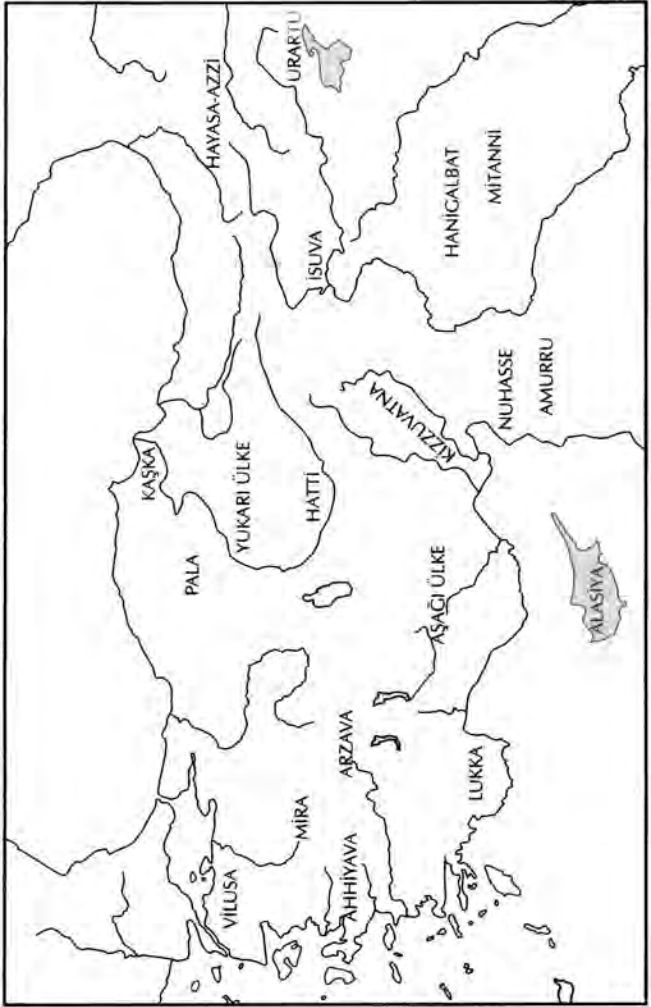 KAŞKA
HAYASA-AZZİ
URARTU
PALA
YUKARI ÜLKE
HATTİ
İSUVA
VİLUSA
MİRA
ARZAVA
AHHİYAVA
AŞAĞI ÜLKE
KİZZUVATNA
HANİGALBAT
MİTANNİ
LUKKA
NUHASSE
AMURRU
ALASİYA